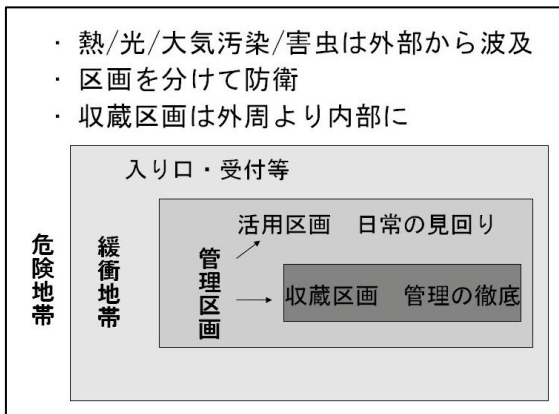 ・ 熱/光/大気汚染/害虫は外部から波及
・ 区画を分けて防衛
・ 収蔵区画は外周より内部に
入り口・受付等
活用区画　日常の見回り
危険地帯
緩衝地帯
管理区画
収蔵区画　管理の徹底